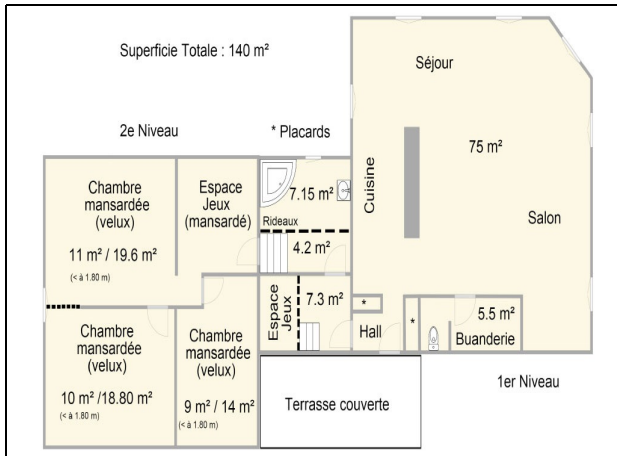 Superficie Totale : 140 m²
Séjour
2e Niveau
* Placards
75 m²
Cuisine
Chambre
mansardée
(velux)
11 m² / 19.6 m²
(< à 1.80 m)
Espace
Jeux
(mansardé)
7.15 m²
Rideaux
4.2 m²
Salon
Espace
Jeux
7.3 m²
*
Hall
*
5.5 m²
Buanderie
Chambre
mansardée
(velux)
10 m² /18.80 m²
(< à 1.80 m)
Chambre
mansardée
(velux)
9 m² / 14 m²
(< à 1.80 m)
Terrasse couverte
1er Niveau